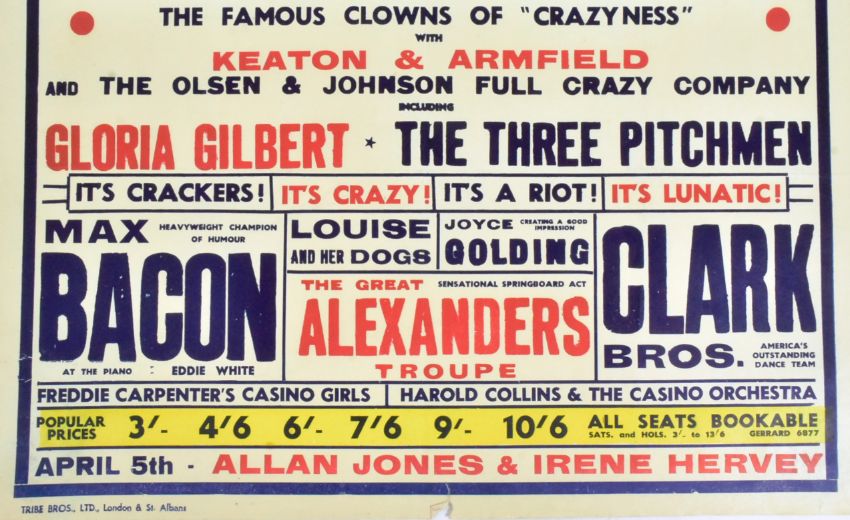 THE FAMOUS CLOWNS OF "CRAZYNESS"
WITH
KEATON & ARMFIELD
AND THE OLSEN & JOHNSON FULL CRAZY COMPANY
INCLUDING
GLORIA GILBERT * THE THREE PITCHMEN
IT'S CRACKERS! IT'S CRAZY! IT'S A RIOT! IT'S LUNATIC!
MAX HEAVYWEIGHT CHAMPION
OF HUMOUR
BACON
AT THE PIANO : EDDIE WHITE
LOUISE
AND HER DOGS
JOYCE CREATING A GOOD
IMPRESSION
GOLDING
THE GREAT SENSATIONAL SPRINGBOARD ACT
ALEXANDERS
TROUPE
CLARK
BROS. AMERICA'S
OUTSTANDING
DANCE TEAM
FREDDIE CARPENTER'S CASINO GIRLS HAROLD COLLINS & THE CASINO ORCHESTRA
POPULAR
PRICES 3/- 4/6 6/- 7/6 9/- 10/6 ALL SEATS BOOKABLE
SATS. and HOLS. 3/- to 13/6 GERRARD 6877
APRIL 5th - ALLAN JONES & IRENE HERVEY
TRIBE BROS., LTD., London & St. Albans